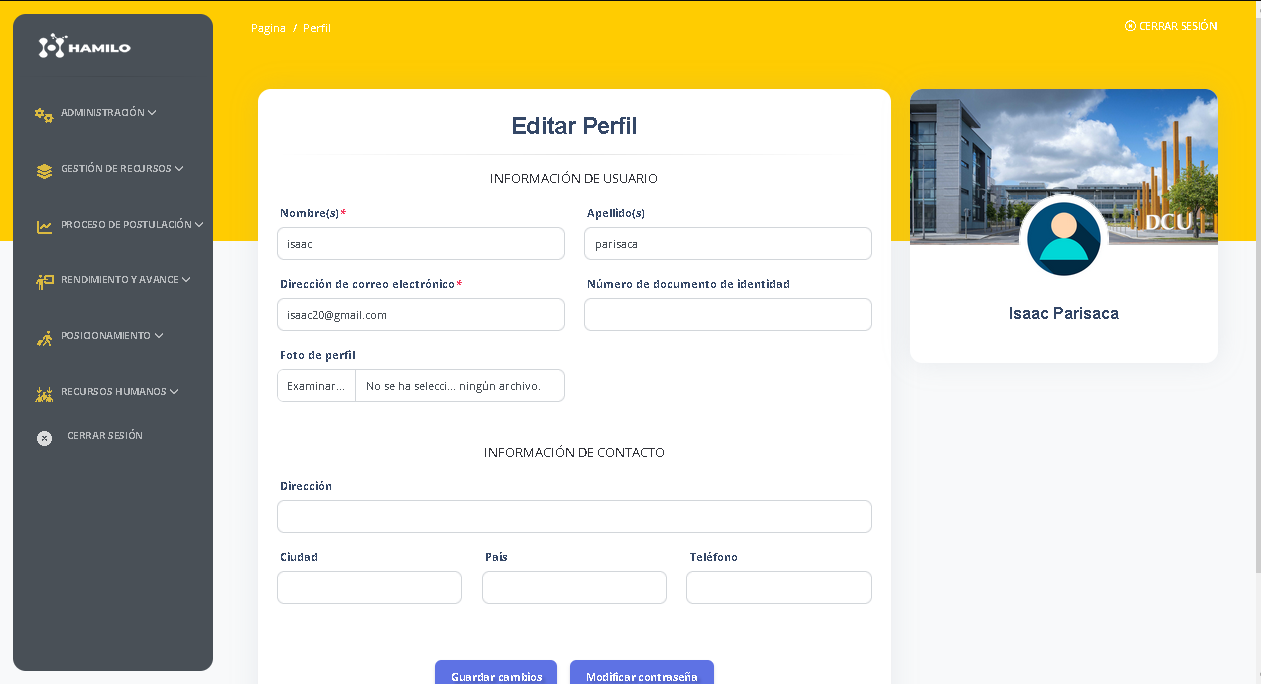 HAMILO
ADMINISTRACIÓN
GESTIÓN DE RECURSOS
PROCESO DE POSTULACIÓN
RENDIMIENTO Y AVANCE
POSICIONAMIENTO
RECURSOS HUMANOS
CERRAR SESIÓN
Pagina / Perfil
CERRAR SESIÓN
Editar Perfil
INFORMACIÓN DE USUARIO
Nombre(s)* Apellido(s)
isaac parisaca
Dirección de correo electrónico* Número de documento de identidad
isaac20@gmail.com
Foto de perfil
Examinar... No se ha selecci... ningún archivo.
INFORMACIÓN DE CONTACTO
Dirección
Ciudad País Teléfono
Guardar cambios Modificar contraseña
DCU
Isaac Parisaca